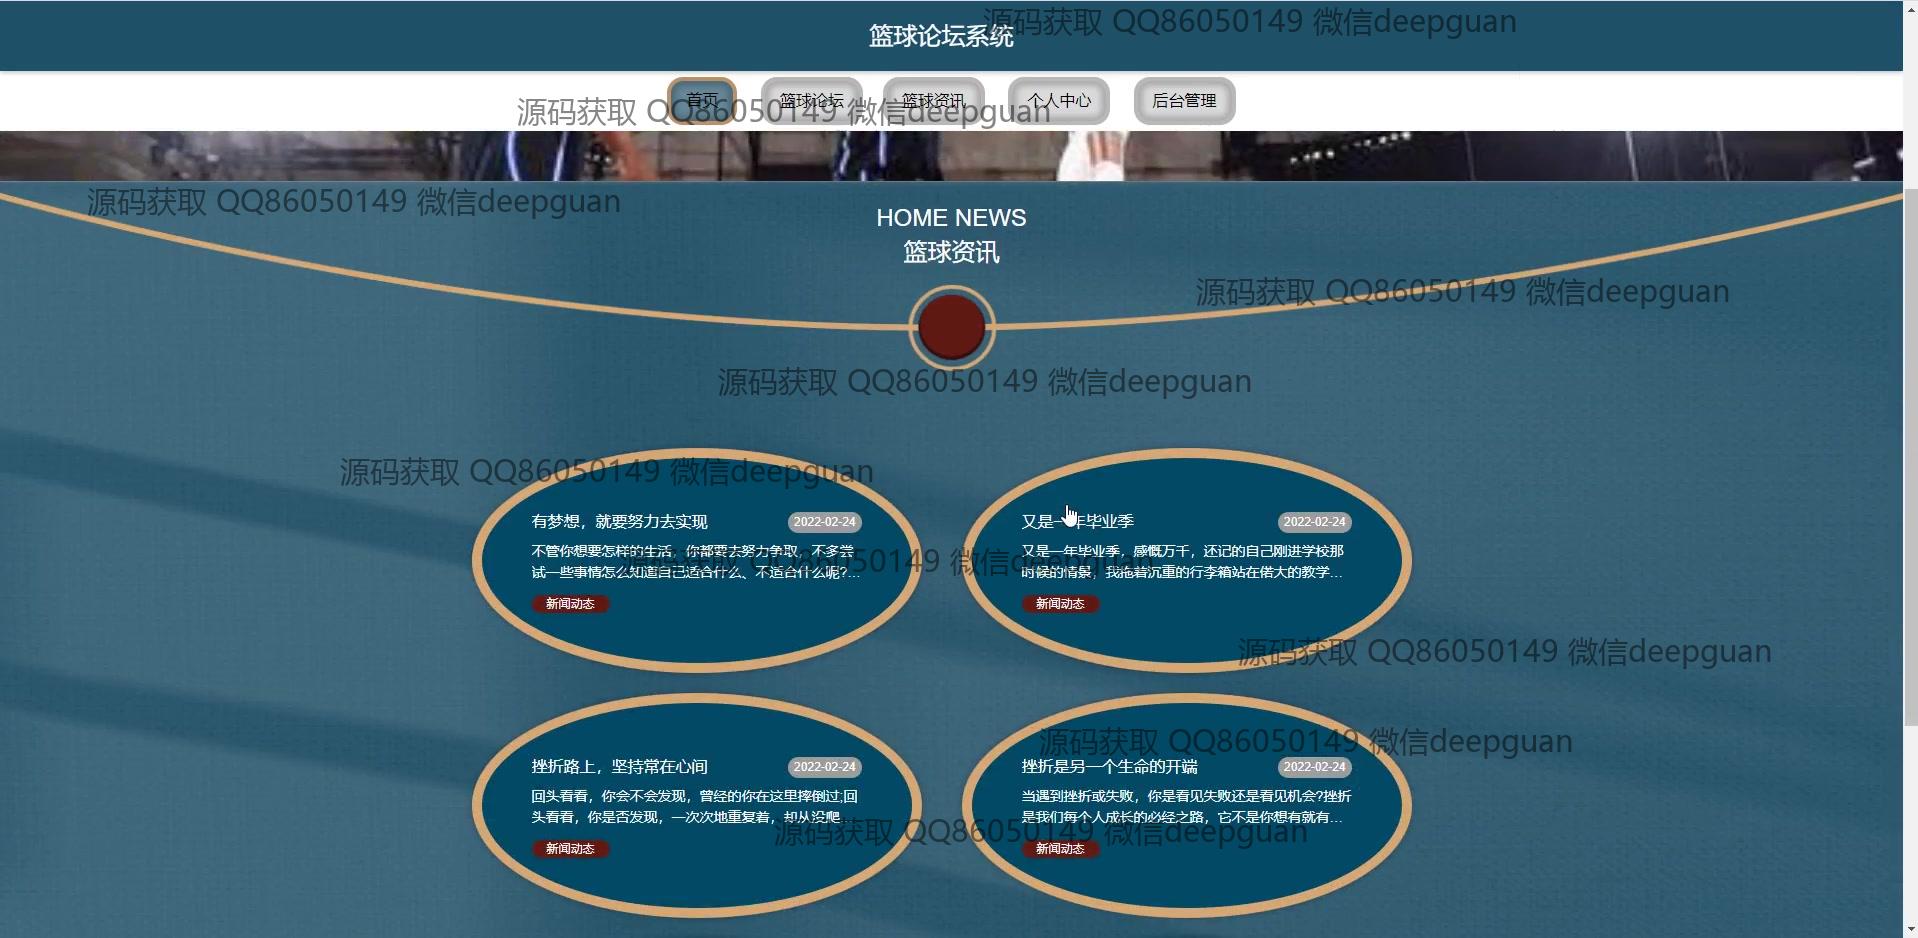 篮球论坛系统
源码获取 QQ86050149 微信deepguan
首页
篮球论坛
篮球资讯
个人中心
后台管理
源码获取 QQ86050149 微信deepguan
源码获取 QQ86050149 微信deepguan
HOME NEWS
篮球资讯
源码获取 QQ86050149 微信deepguan
源码获取 QQ86050149 微信deepguan
源码获取 QQ86050149 微信deepguan
有梦想，就要努力去实现
2022-02-24
不管你想要怎样的生活，你都要去努力争取，不多尝
试一些事情怎么知道自己适合什么、不适合什么呢?...
新闻动态
又是一年毕业季
2022-02-24
又是一年毕业季，感慨万千，还记的自己刚进学校那
时候的情景，我拖着沉重的行李箱站在偌大的教学...
新闻动态
源码获取 QQ86050149 微信deepguan
源码获取 QQ86050149 微信deepguan
源码获取 QQ86050149 微信deepguan
挫折路上，坚持常在心间
2022-02-24
回头看看，你会不会发现，曾经的你在这里摔倒过;回
头看看，你是否发现，一次次地重复着，却从没爬...
新闻动态
挫折是另一个生命的开端
2022-02-24
当遇到挫折或失败，你是看见失败还是看见机会?挫折
是我们每个人成长的必经之路，它不是你想有就有...
新闻动态
源码获取 QQ86050149 微信deepguan